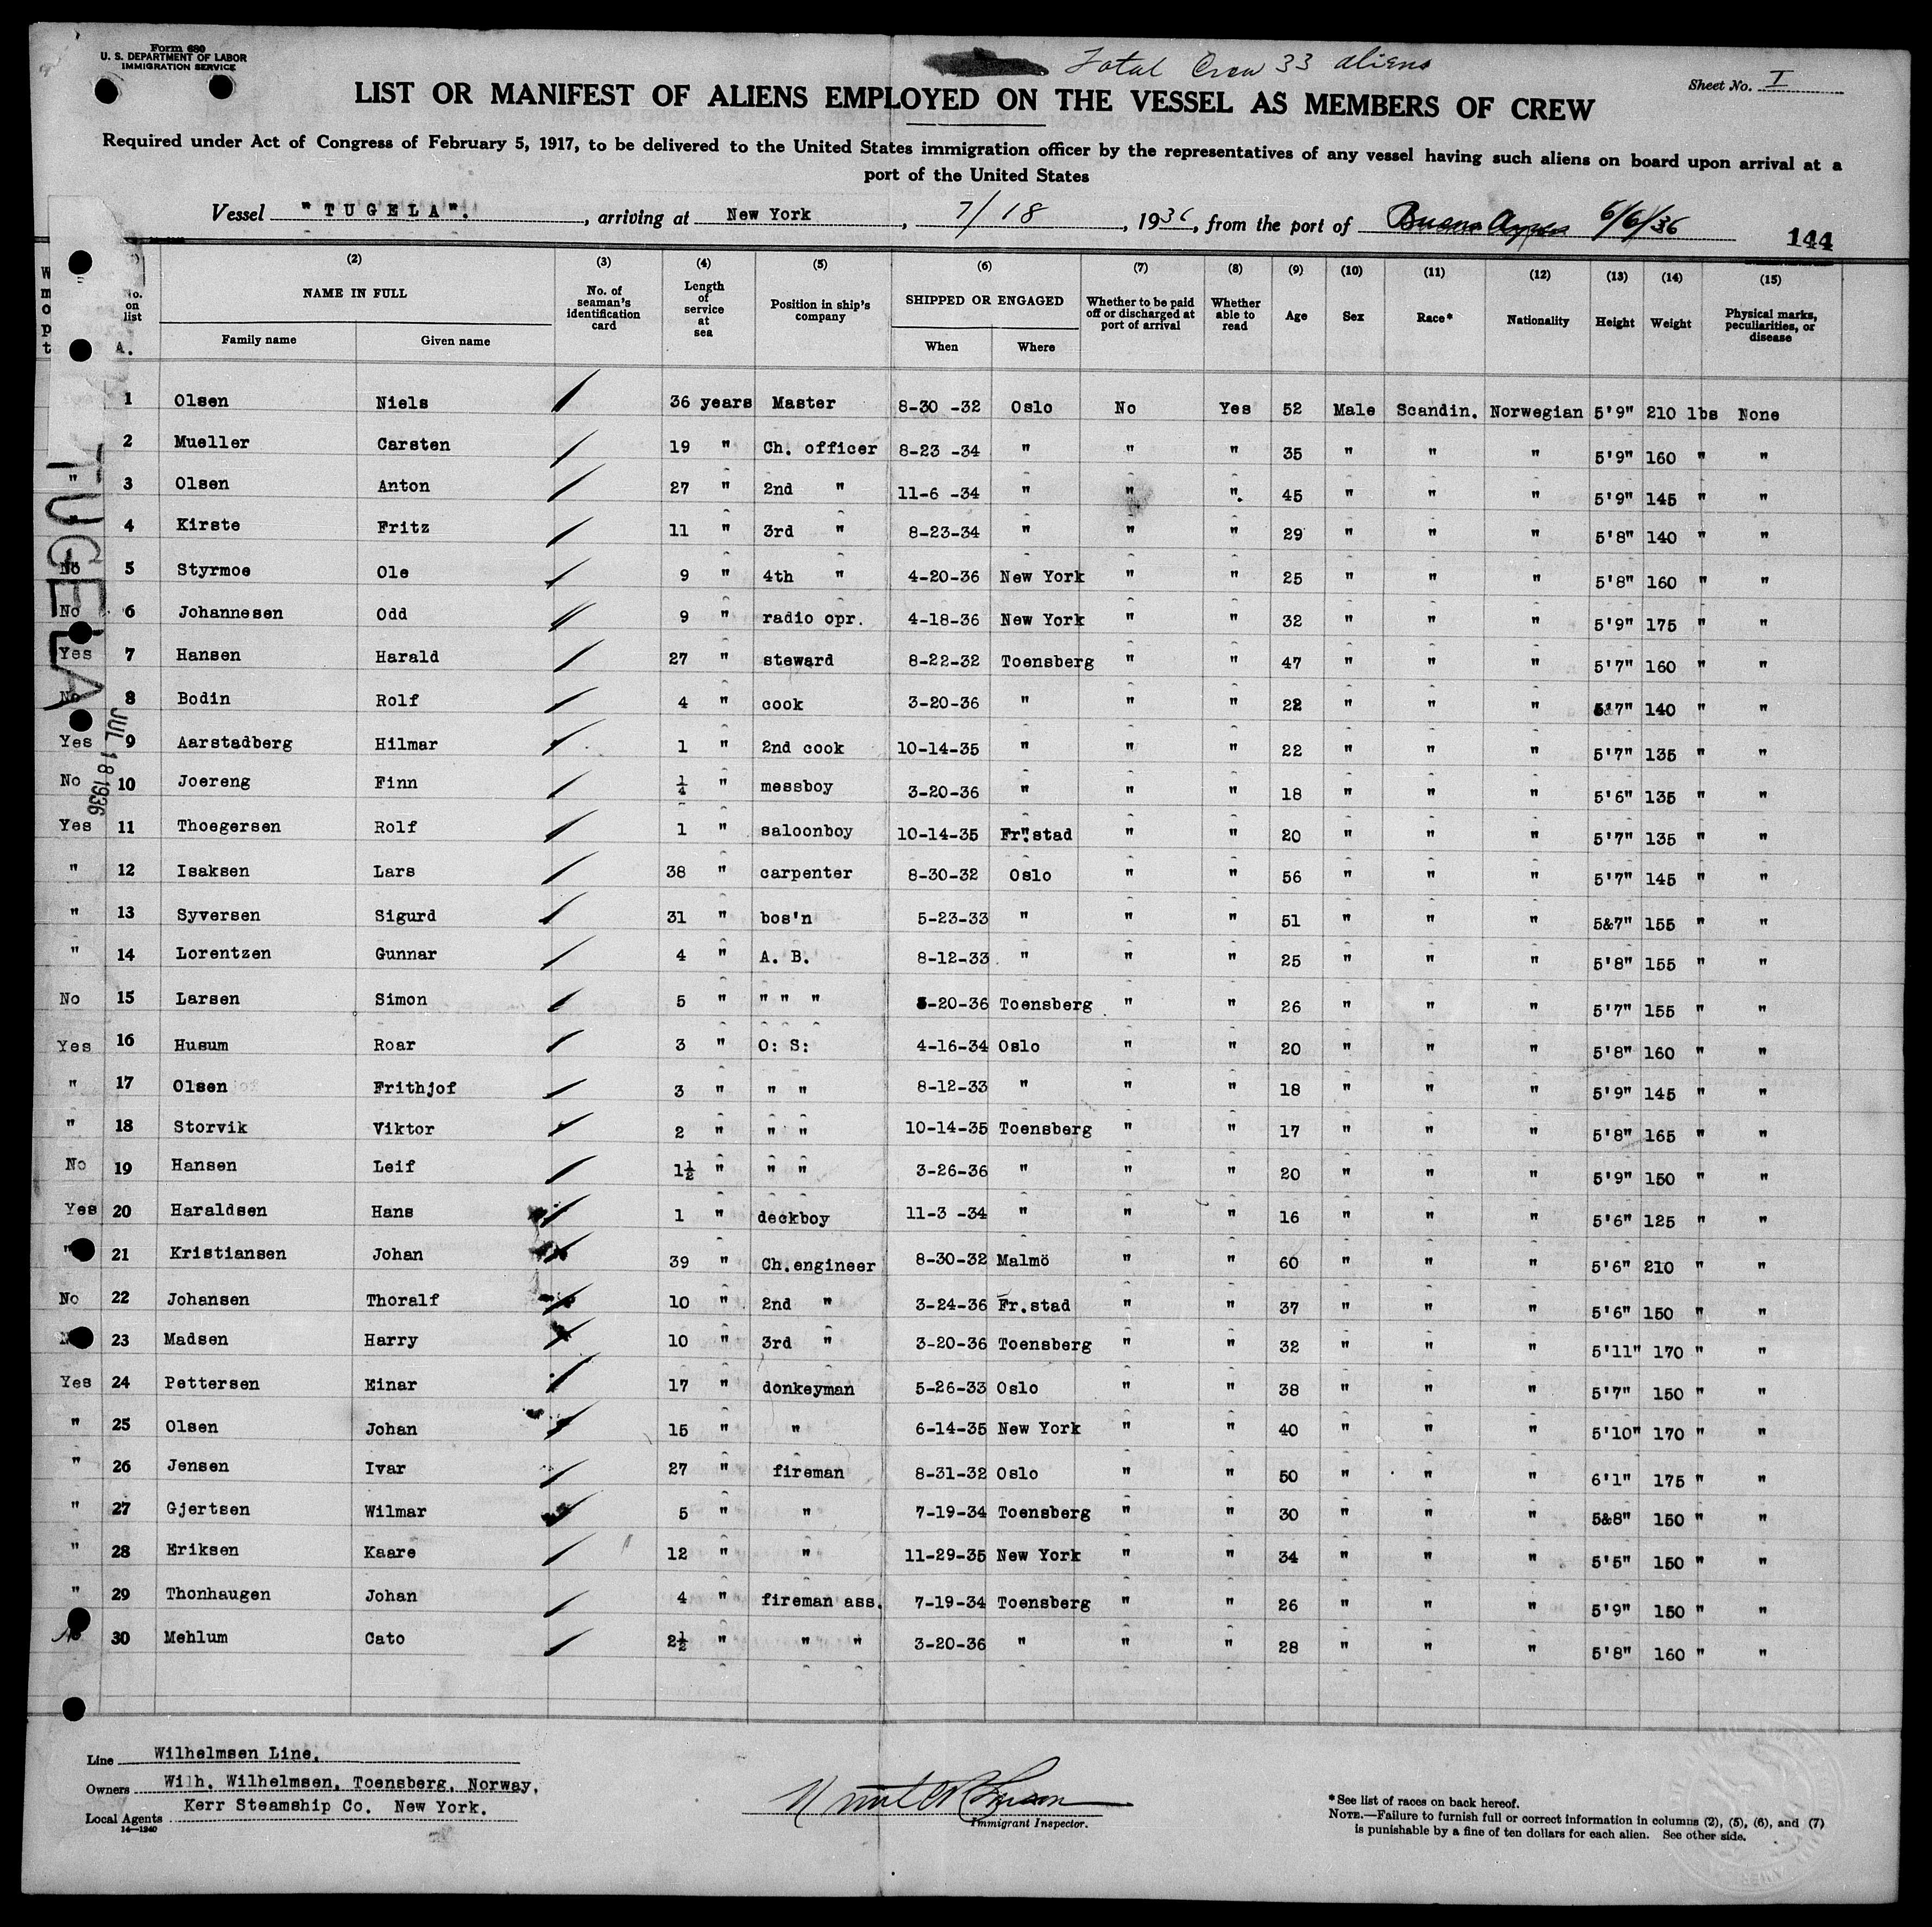 Form 680
U. S. DEPARTMENT OF LABOR
IMMIGRATION SERVICE
Total Crew 33 aliens
Sheet No. I
LIST OR MANIFEST OF ALIENS EMPLOYED ON THE VESSEL AS MEMBERS OF CREW
Required under Act of Congress of February 5, 1917, to be delivered to the United States immigration officer by the representatives of any vessel having such aliens on board upon arrival at a
port of the United States
Vessel "TUGELA". , arriving at New York , 7/18 , 1936, from the port of Buenos Ayres 6/6/36
144
(2) (3) (4) (5) (6) (7) (8) (9) (10) (11) (12) (13) (14) (15)
No. on list NAME IN FULL No. of seaman's identification card Length of service at sea Position in ship's company SHIPPED OR ENGAGED Whether to be paid off or discharged at port of arrival Whether able to read Age Sex Race* Nationality Height Weight Physical marks, peculiarities, or disease
Family name Given name When Where
A.
1 Olsen Niels 36 years Master 8-30 -32 Oslo No Yes 52 Male Scandin. Norwegian 5'9" 210 lbs None
2 Mueller Carsten 19 " Ch. officer 8-23 -34 " " " 35 " " " 5'9" 160 " "
" 3 Olsen Anton 27 " 2nd " 11-6 -34 " " ". 45 " " " 5'9" 145 " "
4 Kirste Fritz 11 " 3rd " 8-23-34 " " " 29 " " " 5'8" 140 " "
No 5 Styrmoe Ole 9 " 4th " 4-20-36 New York " " 25 " " " 5'8" 160 " "
No 6 Johannesen Odd 9 " radio opr. 4-18-36 New York " " 32 " " " 5'9" 175 " "
Yes 7 Hansen Harald 27 " steward 8-22-32 Toensberg " " 47 " " " 5'7" 160 " "
No 8 Bodin Rolf 4 " cook 3-20-36 " " " 22 " " " 5'7" 140 " "
Yes 9 Aarstadberg Hilmar 1 " 2nd cook 10-14-35 " " " 22 " " " 5'7" 135 " "
No 10 Joereng Finn ¼ " messboy 3-20-36 " " " 18 " " " 5'6" 135 " "
Yes 11 Thoegersen Rolf 1 " saloonboy 10-14-35 Fr.stad " " 20 " " " 5'7" 135 " "
" 12 Isaksen Lars 38 " carpenter 8-30-32 Oslo " " 56 " " " 5'7" 145 " "
" 13 Syversen Sigurd 31 " bos'n 5-23-33 " " " 51 " " " 5&7" 155 " "
" 14 Lorentzen Gunnar 4 " A. B. 8-12-33 " " " 25 " " " 5'8" 155 " "
No 15 Larsen Simon 5 " " " " 3-20-36 Toensberg " " 26 " " " 5'7" 155 " "
Yes 16 Husum Roar 3 " O: S: 4-16-34 Oslo " " 20 " " " 5'8" 160 " "
" 17 Olsen Frithjof 3 " " " 8-12-33 " " " 18 " " " 5'9" 145 " "
" 18 Storvik Viktor 2 " " " 10-14-35 Toensberg " " 17 " " " 5'8" 165 " "
No 19 Hansen Leif 1½ " " " 3-26-36 " " " 20 " " " 5'9" 150 " "
Yes 20 Haraldsen Hans 1 " deckboy 11-3 -34 " " " 16 " " " 5'6" 125 " "
" 21 Kristiansen Johan 39 " Ch.engineer 8-30-32 Malmö " " 60 " " " 5'6" 210 " "
No 22 Johansen Thoralf 10 " 2nd " 3-24-36 Fr.stad " " 37 " " " 5'6" 150 " "
23 Madsen Harry 10 " 3rd " 3-20-36 Toensberg " " 32 " " " 5'11" 170 " "
Yes 24 Pettersen Einar 17 " donkeyman 5-26-33 Oslo " " 38 " " " 5'7" 150 " "
" 25 Olsen Johan 15 " " 6-14-35 New York " " 40 " " " 5'10" 170 " "
" 26 Jensen Ivar 27 " fireman 8-31-32 Oslo " " 50 " " " 6'1" 175 " "
" 27 Gjertsen Wilmar 5 " " 7-19-34 Toensberg " " 30 " " " 5&8" 150 " "
" 28 Eriksen Kaare 12 " " 11-29-35 New York " " 34 " " " 5'5" 150 " "
" 29 Thonhaugen Johan 4 " fireman ass. 7-19-34 Toensberg " " 26 " " " 5'9" 150 " "
30 Mehlum Cato 2½ " " " 3-20-36 " " " 28 " " " 5'8" 160 " "
TUGELA
JUL 18 1936
Line Wilhelmsen Line.
Owners Wilh. Wilhelmsen, Toensberg, Norway.
Local Agents Kerr Steamship Co. New York.
14—1240
Immigrant Inspector.
*See list of races on back hereof.
NOTE.—Failure to furnish full or correct information in columns (2), (5), (6), and (7)
is punishable by a fine of ten dollars for each alien. See other side.